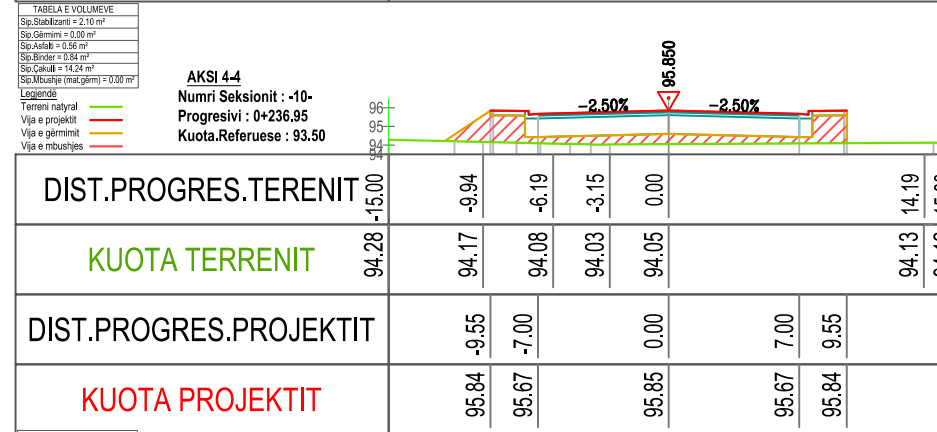 TABELA E VOLUMEVE
Sip.Stabilizanti = 2.10 m²
Sip.Gërmimi = 0.00 m²
Sip.Asfalti = 0.56 m²
Sip.Binder = 0.84 m²
Sip.Çakulli = 14.24 m²
Sip.Mbushje (mat.gërm) = 0.00 m²
Legjendë
Terreni natyral
Vija e projektit
Vija e gërmimit
Vija e mbushjes
AKSI 4-4
Numri Seksionit : -10-
Progresivi : 0+236.95
Kuota.Referuese : 93.50
95.850
-2.50% -2.50%
96
95
94
94
DIST.PROGRES.TERENIT -15.00 -9.94 -6.19 -3.15 0.00 14.19
KUOTA TERRENIT 94.28 94.17 94.08 94.03 94.05 94.13
DIST.PROGRES.PROJEKTIT -9.55 -7.00 0.00 7.00 9.55
KUOTA PROJEKTIT 95.84 95.67 95.85 95.67 95.84